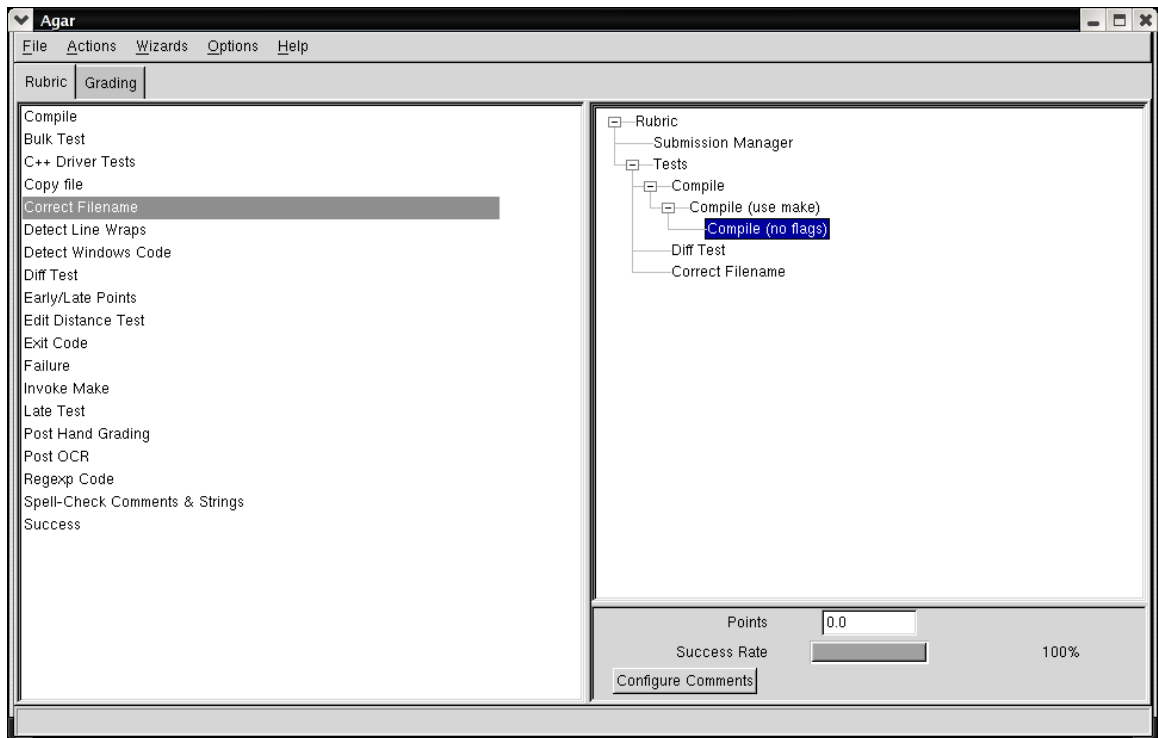 Agar
File Actions Wizards Options Help
Rubric Grading
Compile
Bulk Test
C++ Driver Tests
Copy file
Correct Filename
Detect Line Wraps
Detect Windows Code
Diff Test
Early/Late Points
Edit Distance Test
Exit Code
Failure
Invoke Make
Late Test
Post Hand Grading
Post OCR
Regexp Code
Spell-Check Comments & Strings
Success
Rubric
Submission Manager
Tests
Compile
Compile (use make)
Compile (no flags)
Diff Test
Correct Filename
Points 0.0
Success Rate 100%
Configure Comments